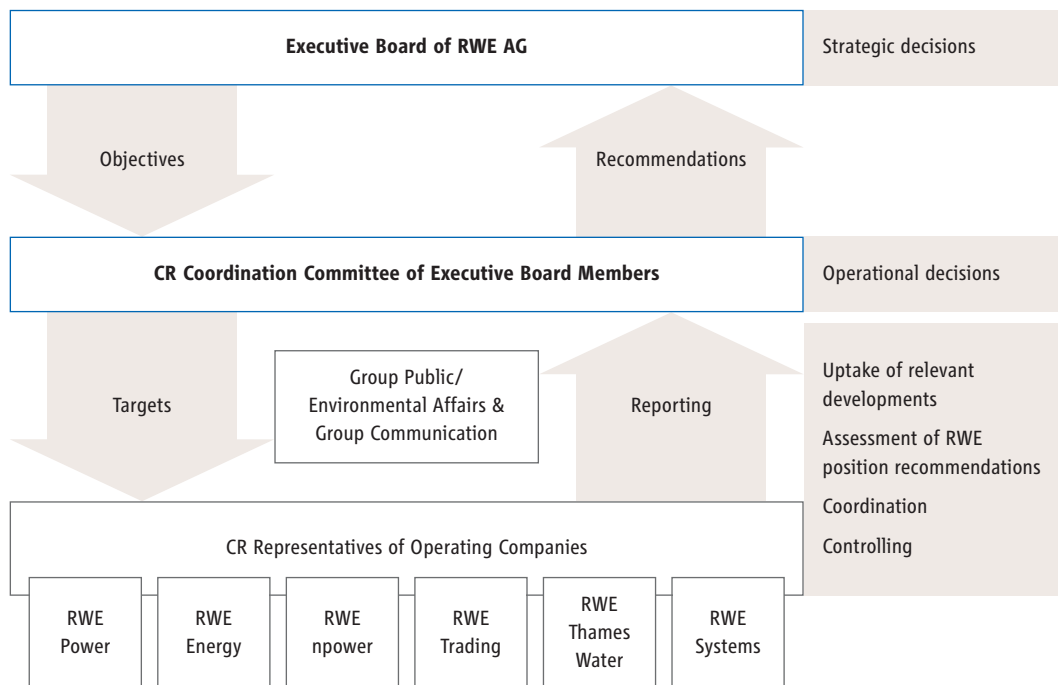 Executive Board of RWE AG
Strategic decisions
Objectives
Recommendations
CR Coordination Committee of Executive Board Members
Operational decisions
Targets
Group Public/
Environmental Affairs &
Group Communication
Reporting
Uptake of relevant
developments
Assessment of RWE
position recommendations
Coordination
Controlling
CR Representatives of Operating Companies
RWE
Power
RWE
Energy
RWE
npower
RWE
Trading
RWE
Thames
Water
RWE
Systems